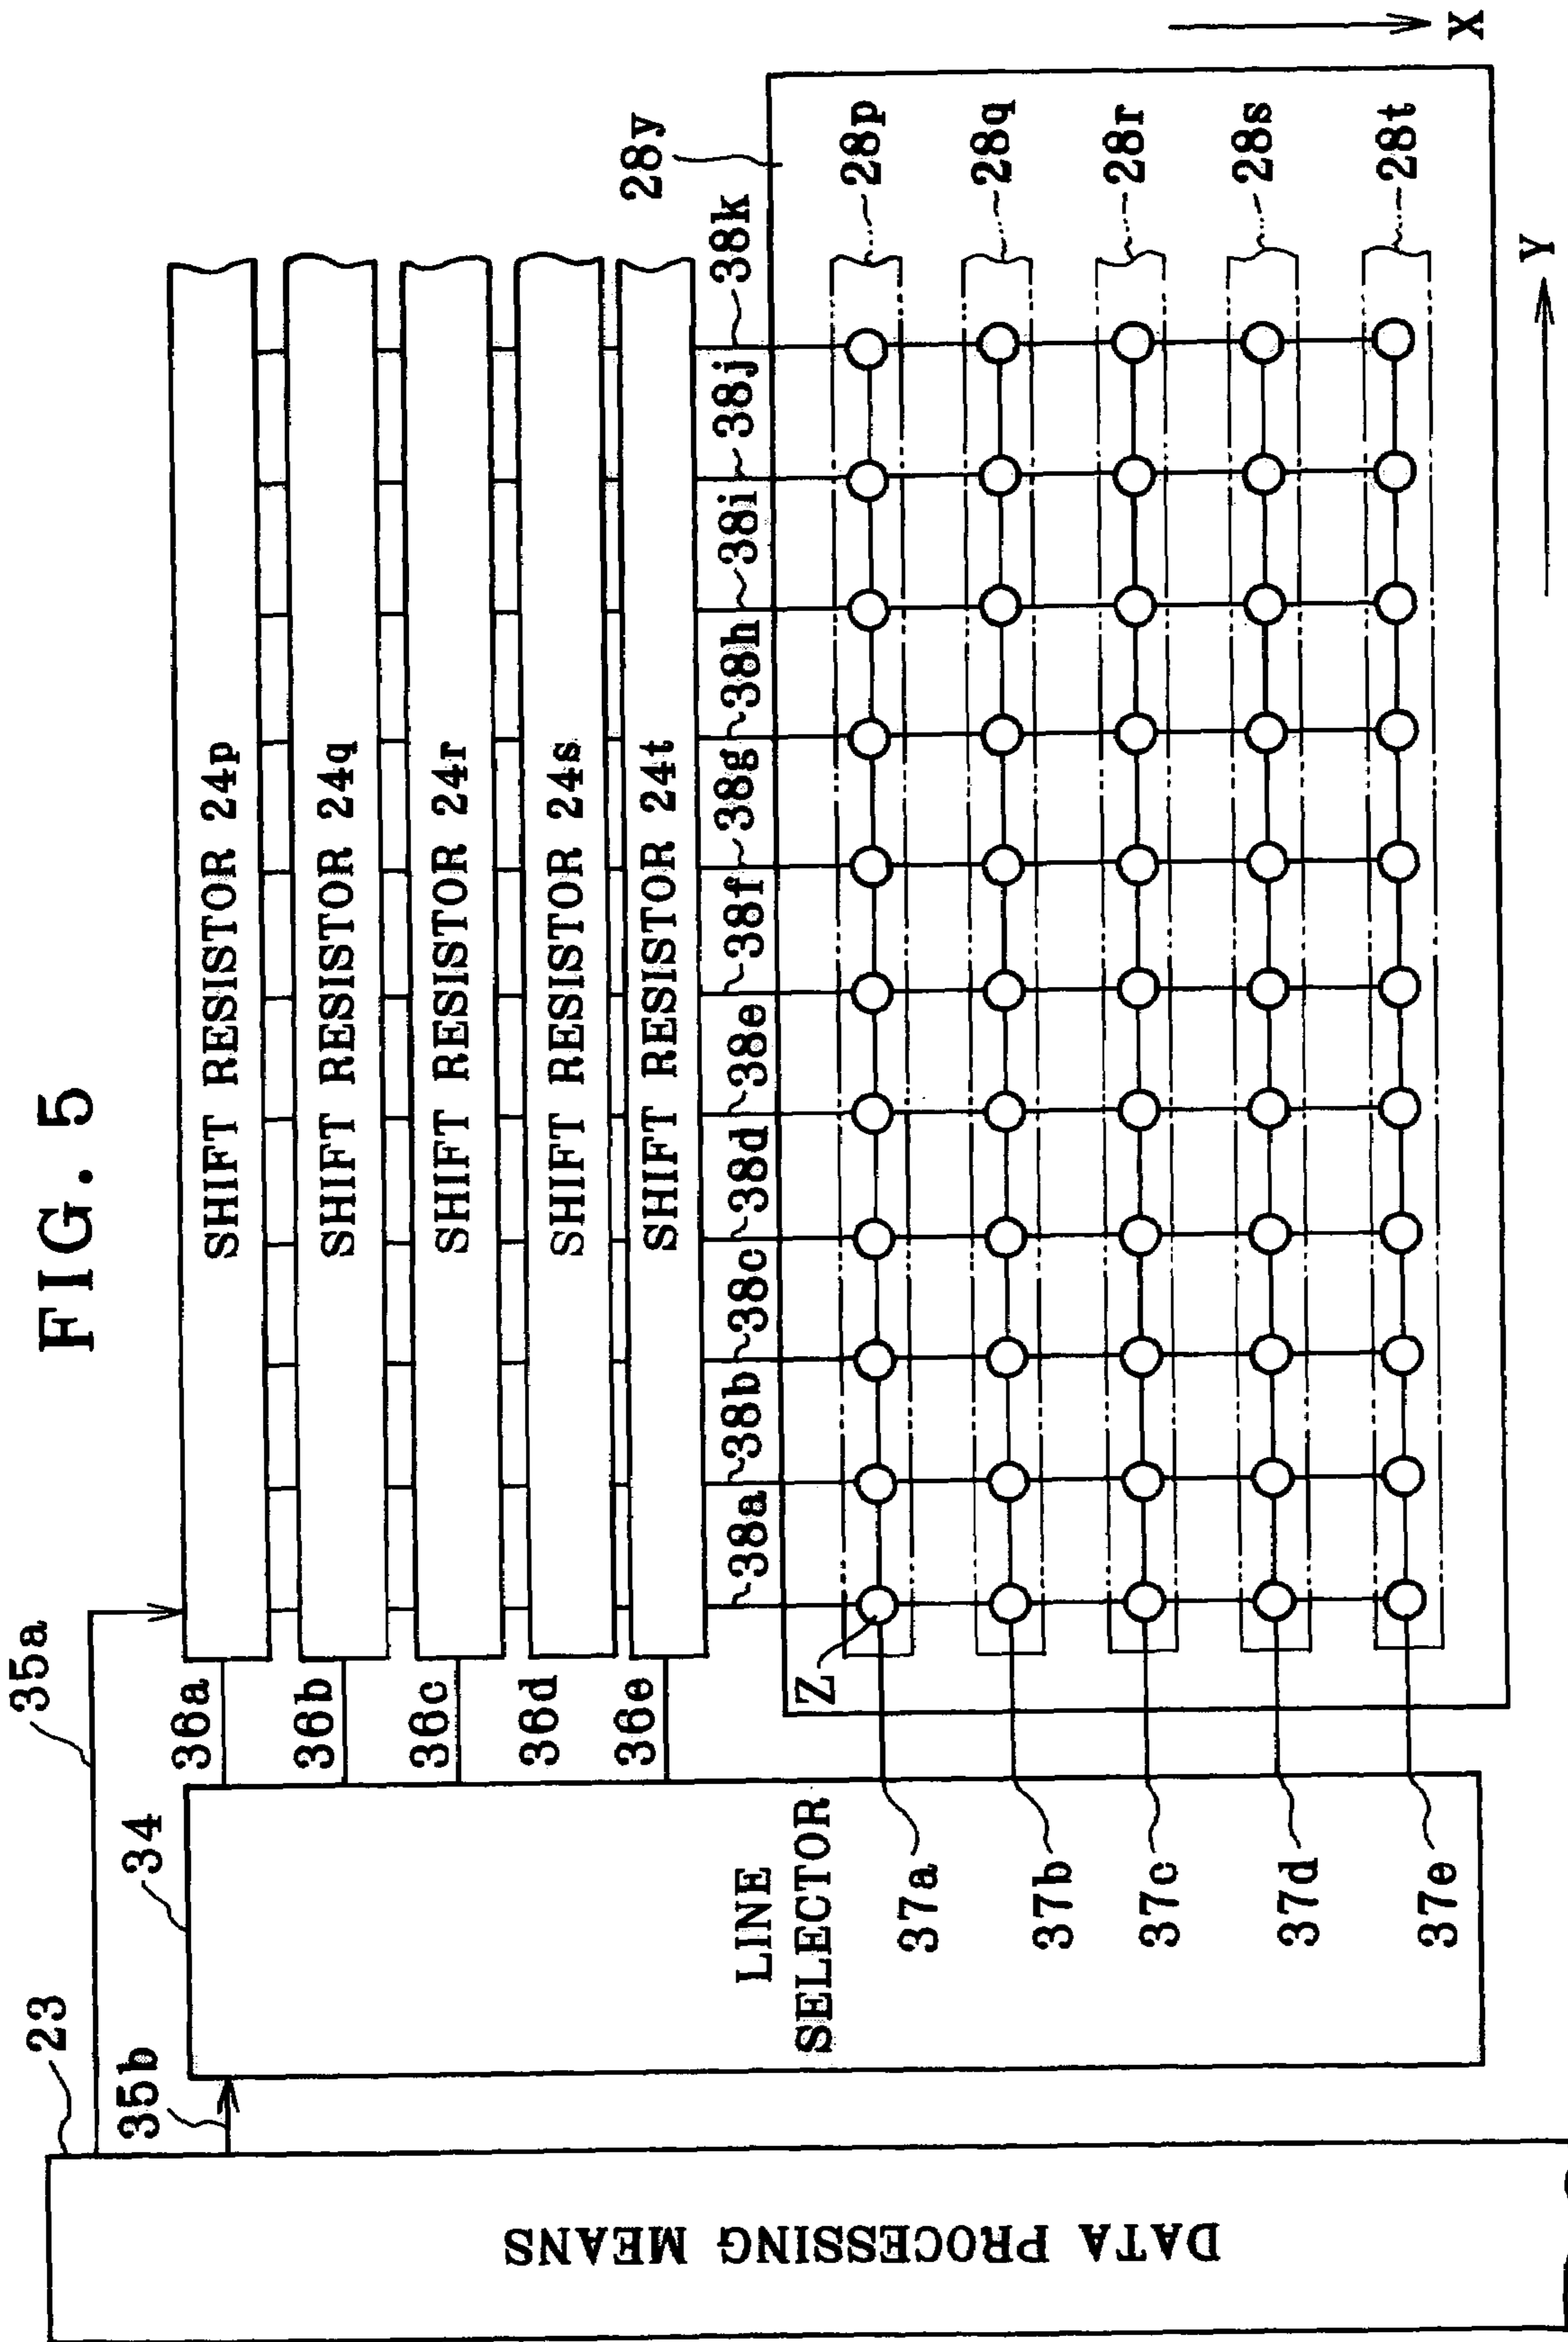 FIG. 5
23
35a
35b
34
36a
36b
36c
36d
36e
SHIFT RESISTOR 24p
SHIFT RESISTOR 24q
SHIFT RESISTOR 24r
SHIFT RESISTOR 24s
SHIFT RESISTOR 24t
DATA PROCESSING MEANS
LINE
SELECTOR
38a
38b
38c
38d
38e
38f
38g
38h
38i
38j
38k
28y
Z
37a
37b
37c
37d
37e
28p
28q
28r
28s
28t
X
Y